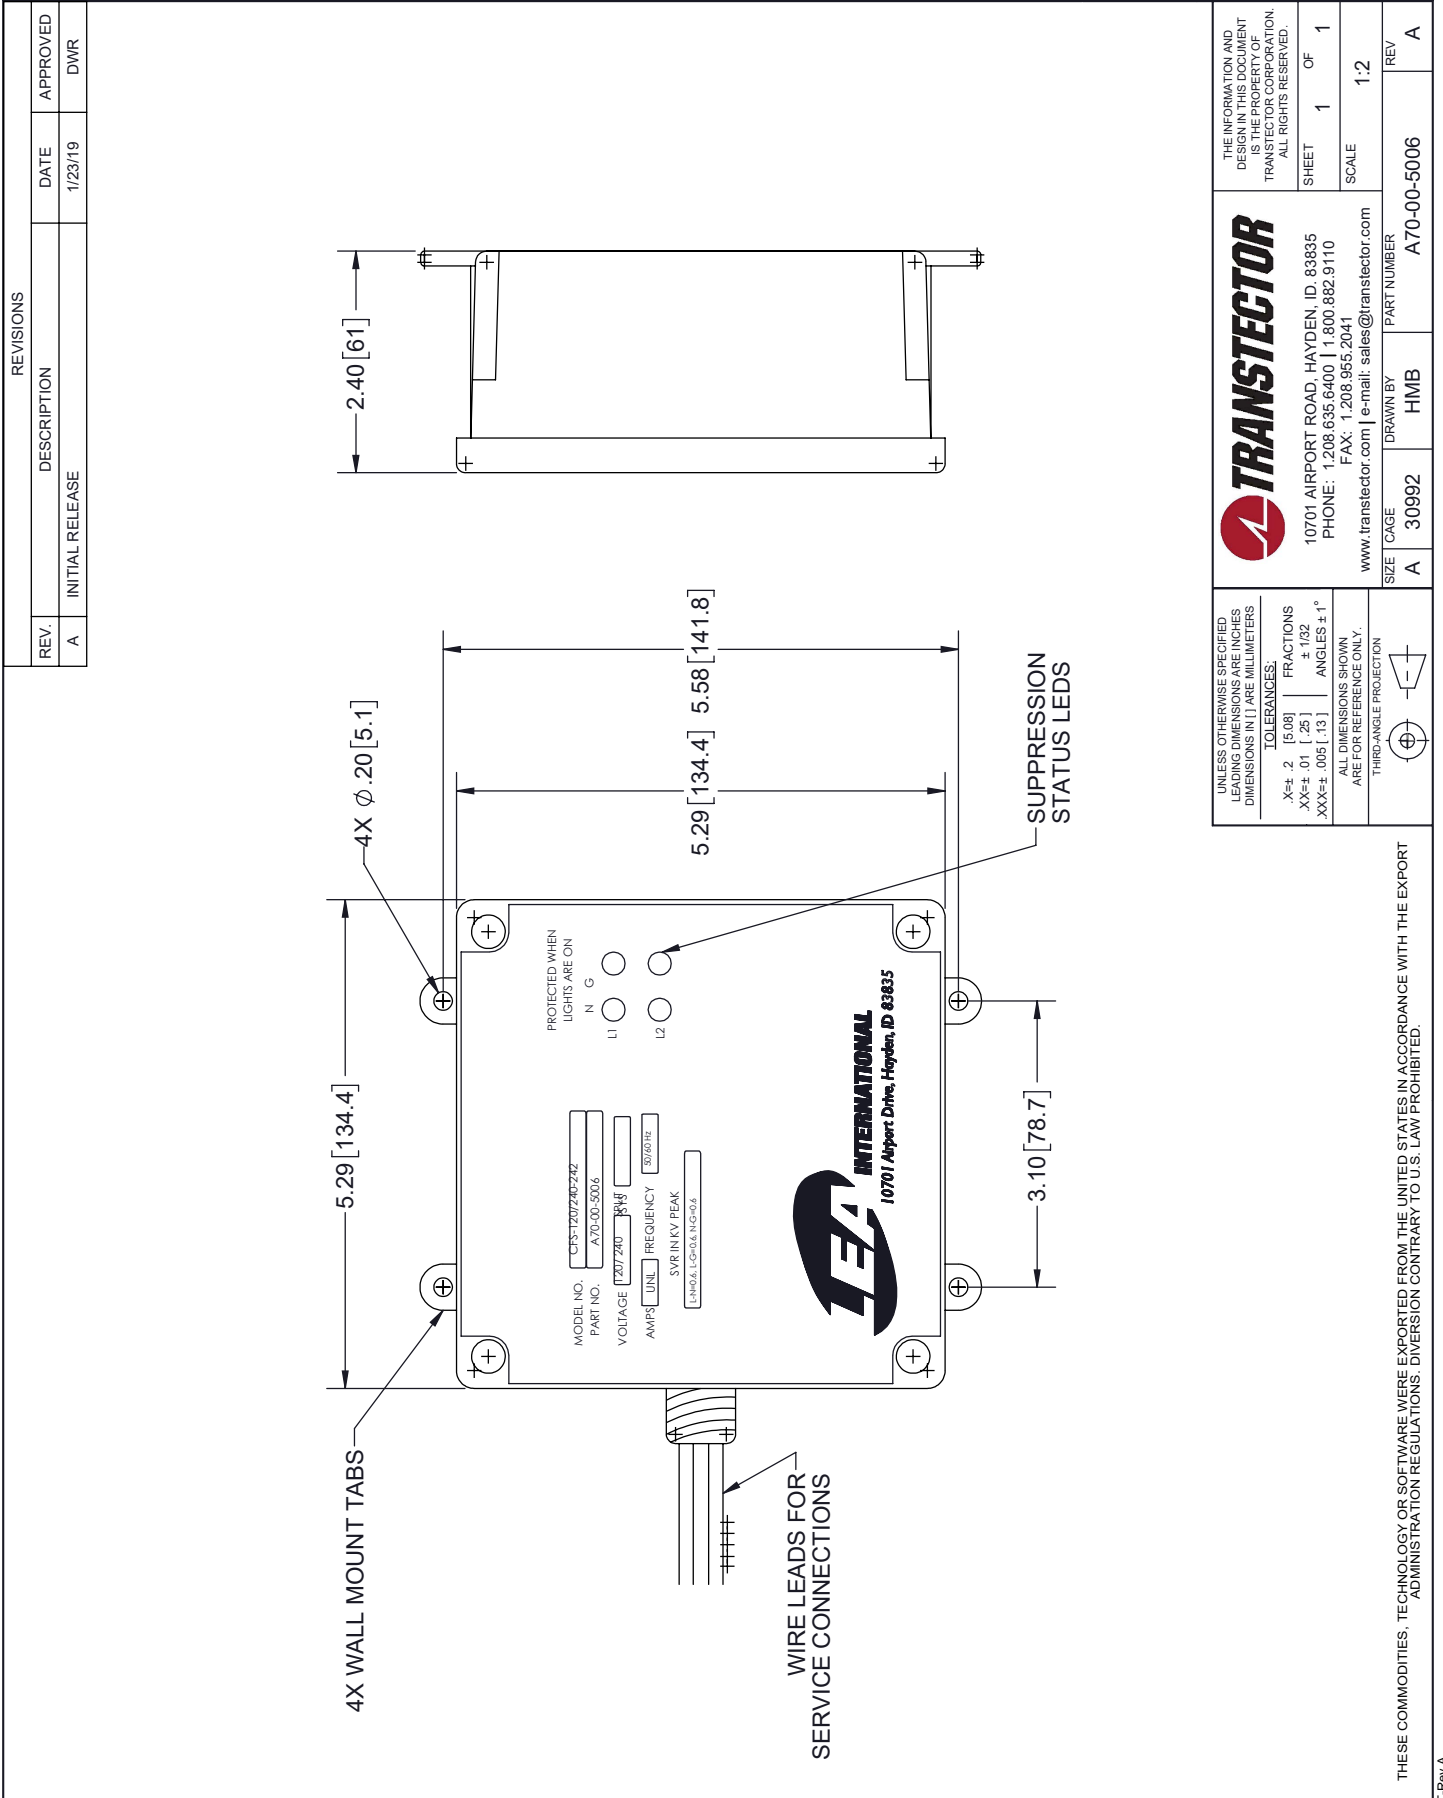 REVISIONS
REV. DESCRIPTION DATE APPROVED
A INITIAL RELEASE 1/23/19 DWR
4X WALL MOUNT TABS
5.29 [134.4]
4X Ø .20 [5.1]
2.40 [61]
PROTECTED WHEN
LIGHTS ARE ON
N G
L1
L2
MODEL NO. CFS-120/240-242
PART NO. A70-00-5006
VOLTAGE 120/ 240
AMPS UNL FREQUENCY 50/60 Hz
SVR IN KV PEAK
L-N=0.6, L-G=0.6, N-G=0.6
IEA INTERNATIONAL
10701 Airport Drive, Hayden, ID 83835
5.29 [134.4] 5.58 [141.8]
WIRE LEADS FOR
SERVICE CONNECTIONS
3.10 [78.7]
SUPPRESSION
STATUS LEDS
UNLESS OTHERWISE SPECIFIED
LEADING DIMENSIONS ARE INCHES
DIMENSIONS IN [ ] ARE MILLIMETERS
TOLERANCES:
.X=± .2 [5.08] FRACTIONS
.XX=± .01 [ .25 ] ± 1/32
.XXX=± .005 [ .13 ] ANGLES ± 1°
ALL DIMENSIONS SHOWN
ARE FOR REFERENCE ONLY.
THIRD-ANGLE PROJECTION
TRANSTECTOR
10701 AIRPORT ROAD, HAYDEN, ID. 83835
PHONE: 1.208.635.6400 | 1.800.882.9110
FAX: 1.208.955.2041
www.transtector.com | e-mail: sales@transtector.com
THE INFORMATION AND
DESIGN IN THIS DOCUMENT
IS THE PROPERTY OF
TRANSTECTOR CORPORATION.
ALL RIGHTS RESERVED.
SHEET 1 OF 1
SCALE 1:2
SIZE A
CAGE 30992
DRAWN BY HMB
PART NUMBER A70-00-5006
REV A
THESE COMMODITIES, TECHNOLOGY OR SOFTWARE WERE EXPORTED FROM THE UNITED STATES IN ACCORDANCE WITH THE EXPORT
ADMINISTRATION REGULATIONS. DIVERSION CONTRARY TO U.S. LAW PROHIBITED.
Rev A